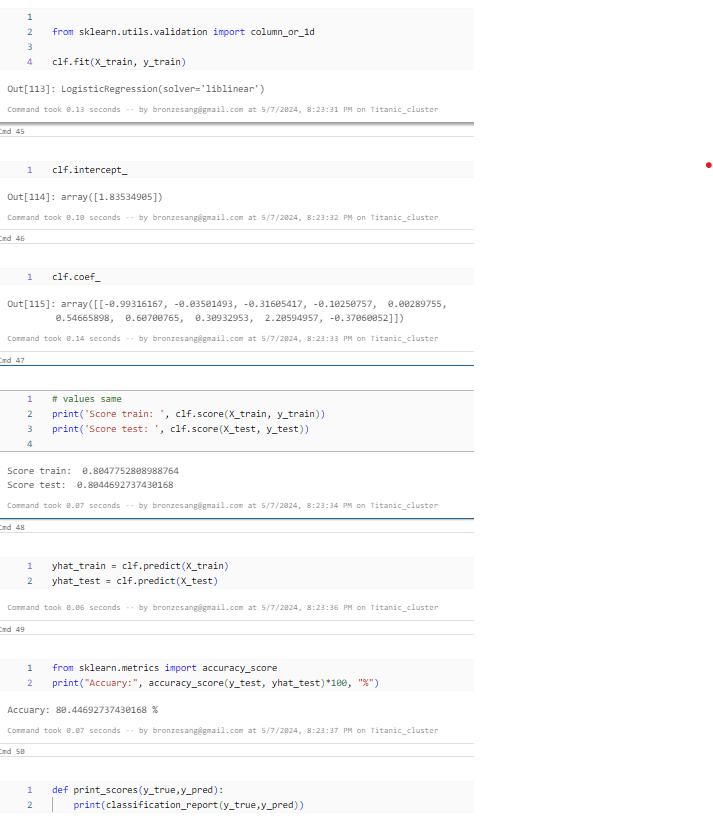 1
2 from sklearn.utils.validation import column_or_1d
3
4 clf.fit(X_train, y_train)
Out[113]: LogisticRegression(solver='liblinear')
Command took 0.13 seconds -- by bronzesang@gmail.com at 5/7/2024, 8:23:31 PM on Titanic_cluster
Cmd 45
1 clf.intercept_
Out[114]: array([1.83534905])
Command took 0.10 seconds -- by bronzesang@gmail.com at 5/7/2024, 8:23:32 PM on Titanic_cluster
Cmd 46
1 clf.coef_
Out[115]: array([[-0.99316167, -0.03501493, -0.31605417, -0.10250757,  0.00289755,
0.54665898,  0.60700765,  0.30932953,  2.20594957, -0.37060052]])
Command took 0.14 seconds -- by bronzesang@gmail.com at 5/7/2024, 8:23:33 PM on Titanic_cluster
Cmd 47
1 # values same
2 print('Score train: ', clf.score(X_train, y_train))
3 print('Score test: ', clf.score(X_test, y_test))
4
Score train:  0.8047752808988764
Score test:  0.8044692737430168
Command took 0.07 seconds -- by bronzesang@gmail.com at 5/7/2024, 8:23:34 PM on Titanic_cluster
Cmd 48
1 yhat_train = clf.predict(X_train)
2 yhat_test = clf.predict(X_test)
Command took 0.06 seconds -- by bronzesang@gmail.com at 5/7/2024, 8:23:36 PM on Titanic_cluster
Cmd 49
1 from sklearn.metrics import accuracy_score
2 print("Accuary:", accuracy_score(y_test, yhat_test)*100, "%")
Accuary: 80.44692737430168 %
Command took 0.07 seconds -- by bronzesang@gmail.com at 5/7/2024, 8:23:37 PM on Titanic_cluster
Cmd 50
1 def print_scores(y_true,y_pred):
2 print(classification_report(y_true,y_pred))